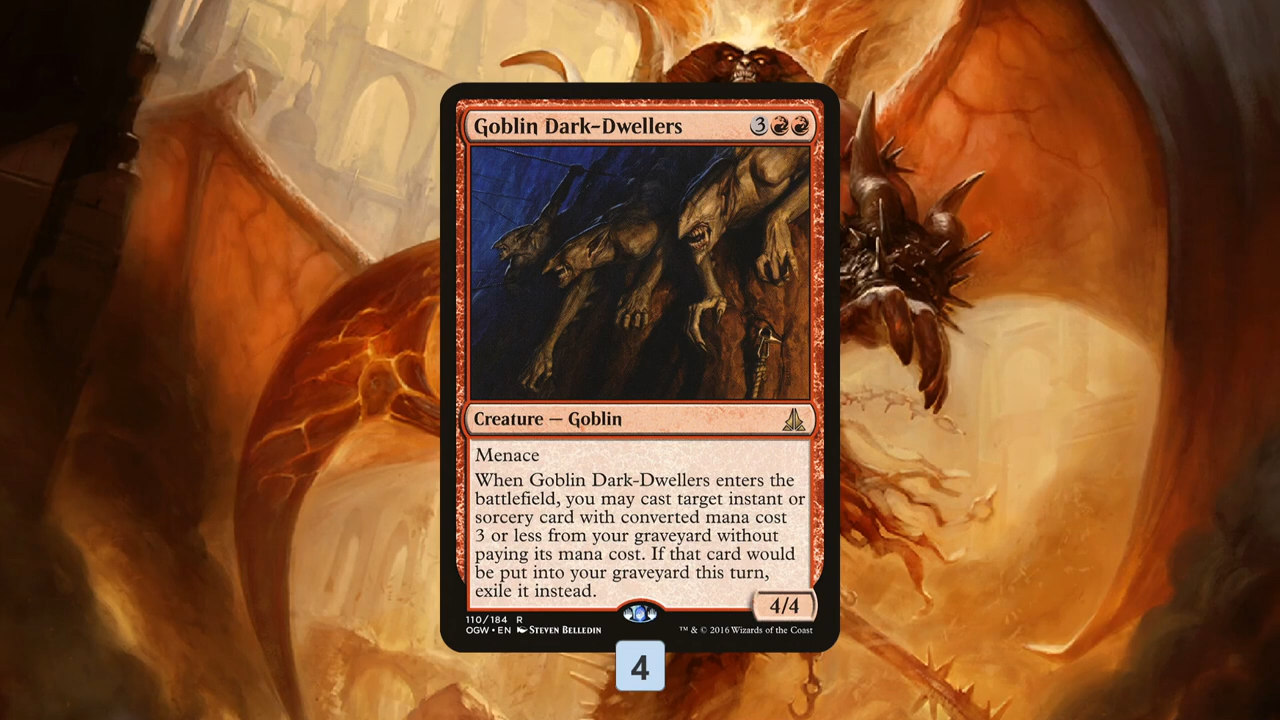 Goblin Dark-Dwellers 3
Creature — Goblin
Menace
When Goblin Dark-Dwellers enters the
battlefield, you may cast target instant or
sorcery card with converted mana cost
3 or less from your graveyard without
paying its mana cost. If that card would
be put into your graveyard this turn,
exile it instead.
4/4
110/184 R
OGW • EN Steven Belledin
™ & © 2016 Wizards of the Coast
4